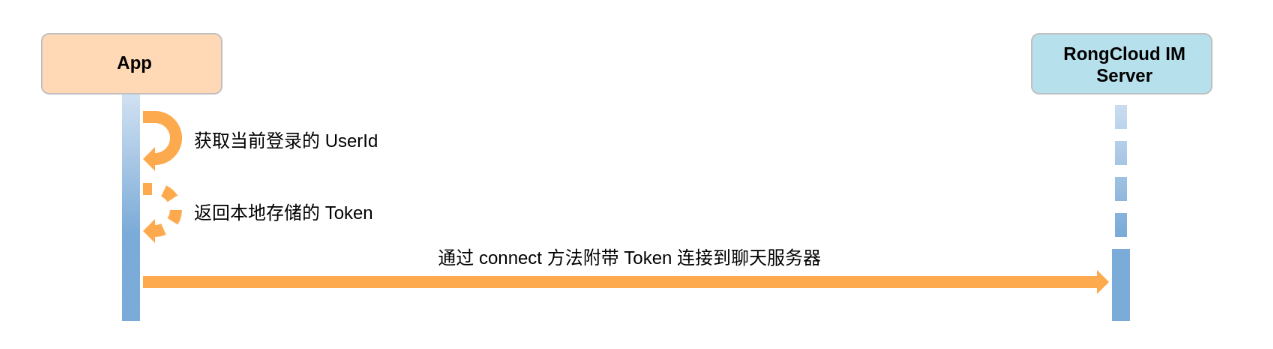 App
RongCloud IM
Server
获取当前登录的 UserId
返回本地存储的 Token
通过 connect 方法附带 Token 连接到聊天服务器